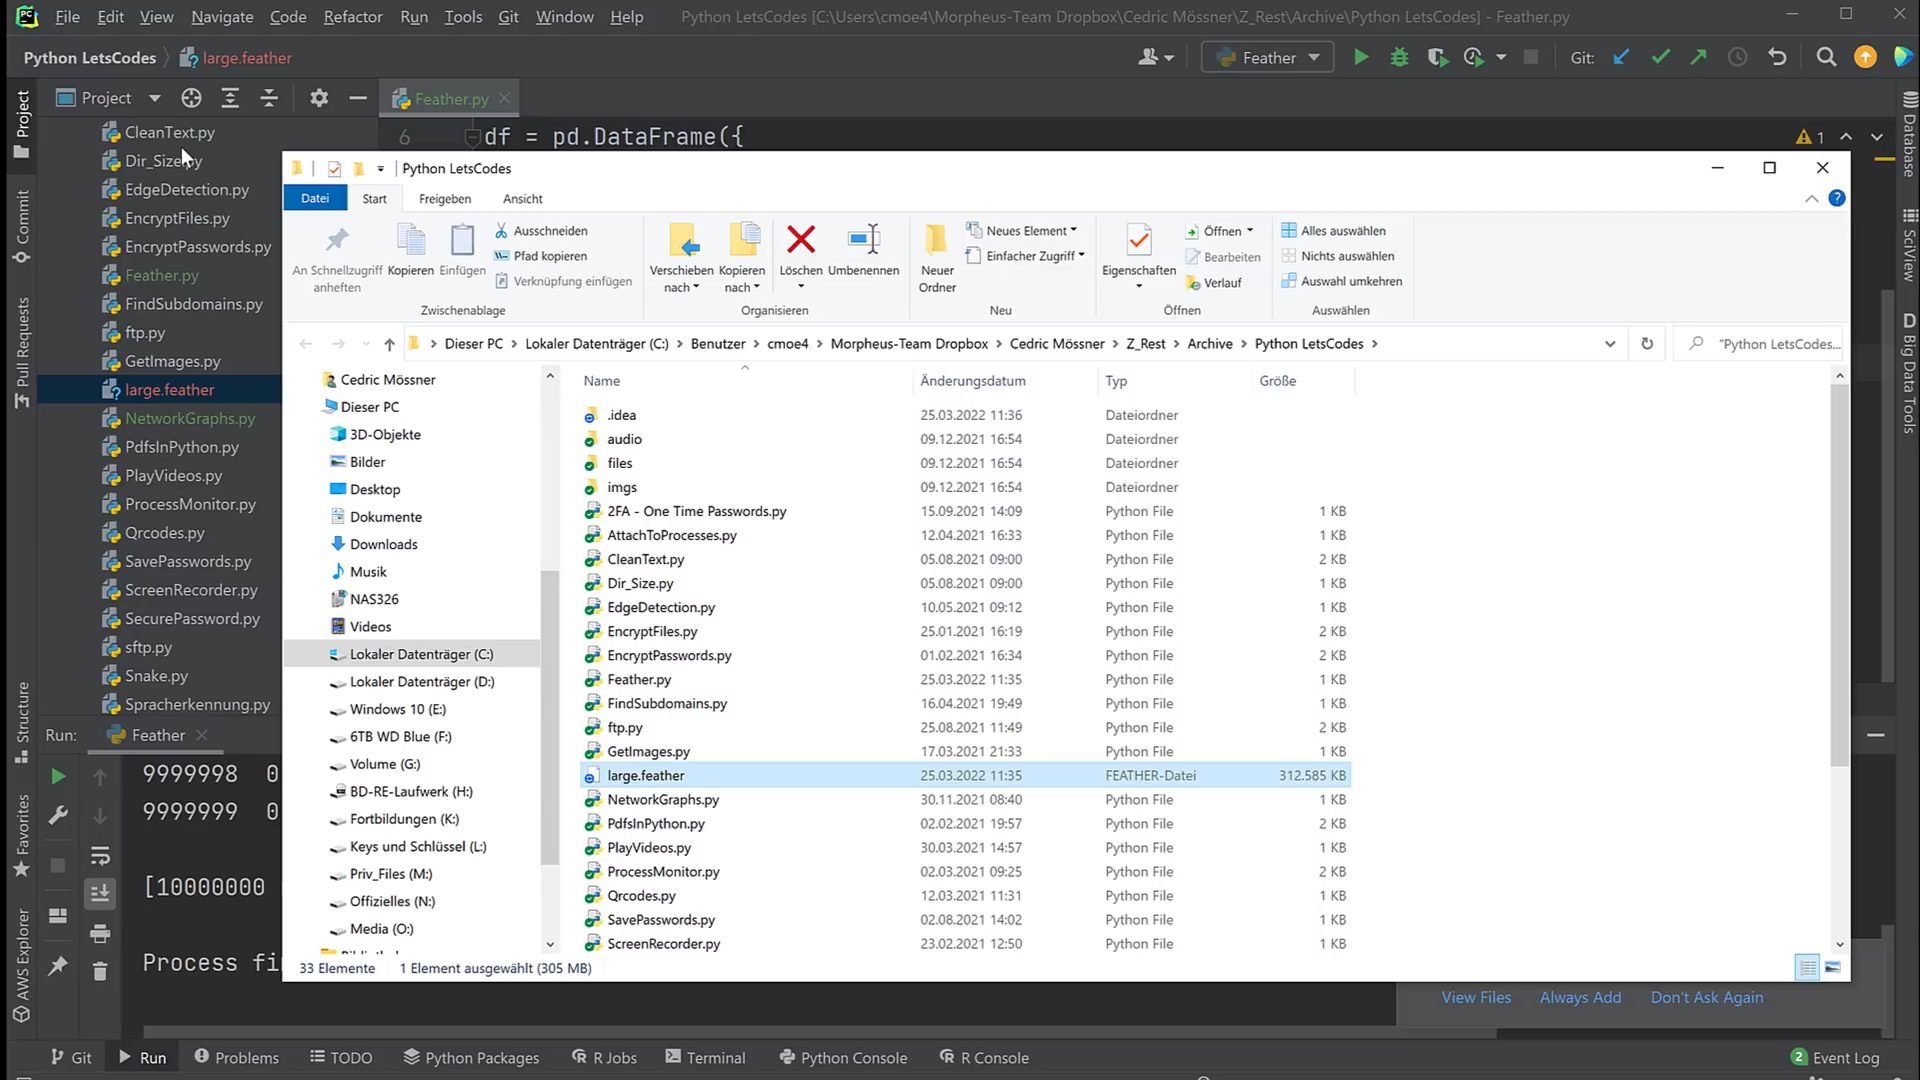 File Edit View Navigate Code Refactor Run Tools Git Window Help Python LetsCodes [C:\Users\cmoe4\Morpheus-Team Dropbox\Cedric Mössner\Z_Rest\Archive\Python LetsCodes] - Feather.py
Python LetsCodes large.feather Feather Git:
Project Feather.py
6 df = pd.DataFrame({ 1
CleanText.py
Dir_Size.py
EdgeDetection.py
EncryptFiles.py
EncryptPasswords.py
Feather.py
FindSubdomains.py
ftp.py
GetImages.py
large.feather
NetworkGraphs.py
PdfsInPython.py
PlayVideos.py
ProcessMonitor.py
Qrcodes.py
SavePasswords.py
ScreenRecorder.py
SecurePassword.py
sftp.py
Snake.py
Spracherkennung.py
Project
Commit
Pull Requests
Structure
Favorites
AWS Explorer
Database
SciView
Big Data Tools
D
Python LetsCodes
Datei Start Freigeben Ansicht
An Schnellzugriff anheften
Kopieren
Einfügen
Ausschneiden
Pfad kopieren
Verknüpfung einfügen
Zwischenablage
Verschieben nach
Kopieren nach
Löschen
Umbenennen
Organisieren
Neuer Ordner
Neues Element
Einfacher Zugriff
Neu
Eigenschaften
Öffnen
Bearbeiten
Verlauf
Öffnen
Alles auswählen
Nichts auswählen
Auswahl umkehren
Auswählen
Dieser PC Lokaler Datenträger (C:) Benutzer cmoe4 Morpheus-Team Dropbox Cedric Mössner Z_Rest Archive Python LetsCodes "Python LetsCodes...
Cedric Mössner
Dieser PC
3D-Objekte
Bilder
Desktop
Dokumente
Downloads
Musik
NAS326
Videos
Lokaler Datenträger (C:)
Lokaler Datenträger (D:)
Windows 10 (E:)
6TB WD Blue (F:)
Volume (G:)
BD-RE-Laufwerk (H:)
Fortbildungen (K:)
Keys und Schlüssel (L:)
Priv_Files (M:)
Offizielles (N:)
Media (O:)
Name Änderungsdatum Typ Größe
.idea 25.03.2022 11:36 Dateiordner
audio 09.12.2021 16:54 Dateiordner
files 09.12.2021 16:54 Dateiordner
imgs 09.12.2021 16:54 Dateiordner
2FA - One Time Passwords.py 15.09.2021 14:09 Python File 1 KB
AttachToProcesses.py 12.04.2021 16:33 Python File 1 KB
CleanText.py 05.08.2021 09:00 Python File 2 KB
Dir_Size.py 05.08.2021 09:00 Python File 1 KB
EdgeDetection.py 10.05.2021 09:12 Python File 1 KB
EncryptFiles.py 25.01.2021 16:19 Python File 2 KB
EncryptPasswords.py 01.02.2021 16:34 Python File 2 KB
Feather.py 25.03.2022 11:35 Python File 1 KB
FindSubdomains.py 16.04.2021 19:49 Python File 1 KB
ftp.py 25.08.2021 11:49 Python File 2 KB
GetImages.py 17.03.2021 21:33 Python File 1 KB
large.feather 25.03.2022 11:35 FEATHER-Datei 312.585 KB
NetworkGraphs.py 30.11.2021 08:40 Python File 1 KB
PdfsInPython.py 02.02.2021 19:57 Python File 2 KB
PlayVideos.py 30.03.2021 14:57 Python File 1 KB
ProcessMonitor.py 02.03.2021 09:25 Python File 2 KB
Qrcodes.py 12.03.2021 11:31 Python File 1 KB
SavePasswords.py 02.08.2021 14:02 Python File 1 KB
ScreenRecorder.py 23.02.2021 12:50 Python File 1 KB
33 Elemente 1 Element ausgewählt (305 MB)
Run: Feather
9999998 0
9999999 0
[10000000
Process fi
View Files Always Add Don't Ask Again
Git Run Problems TODO Python Packages R Jobs Terminal Python Console R Console 2 Event Log